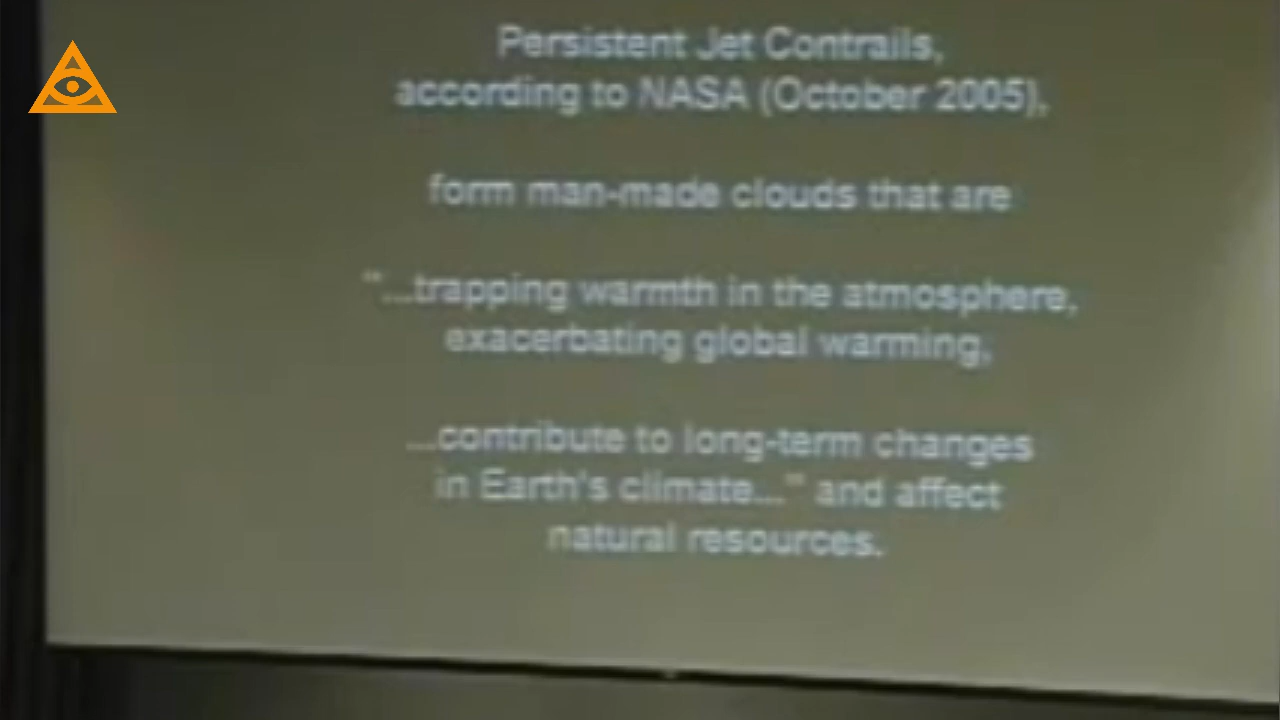 Persistent Jet Contrails,
according to NASA (October 2005),
form man-made clouds that are
"...trapping warmth in the atmosphere,
exacerbating global warming,
...contribute to long-term changes
in Earth's climate..." and affect
natural resources.